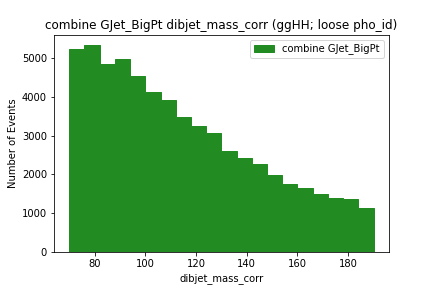 combine GJet_BigPt dibjet_mass_corr (ggHH; loose pho_id)
combine GJet_BigPt
Number of Events
5000
4000
3000
2000
1000
0
80 100 120 140 160 180
dibjet_mass_corr